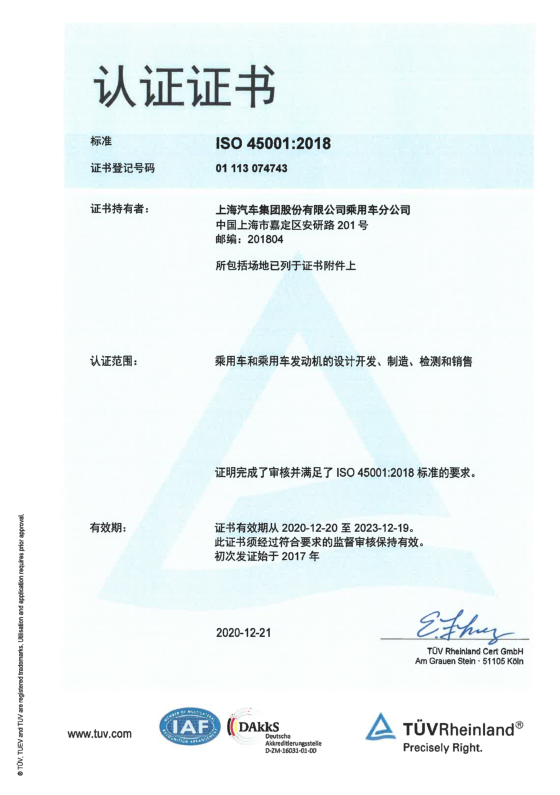 认证证书
标准 ISO 45001:2018
证书登记号码 01 113 074743
证书持有者： 上海汽车集团股份有限公司乘用车分公司
中国上海市嘉定区安研路 201 号
邮编：201804
所包括场地已列于证书附件上
认证范围： 乘用车和乘用车发动机的设计开发、制造、检测和销售
证明完成了审核并满足了 ISO 45001:2018 标准的要求。
有效期： 证书有效期从 2020-12-20 至 2023-12-19。
此证书须经过符合要求的监督审核保持有效。
初次发证始于 2017 年
2020-12-21
TÜV Rheinland Cert GmbH
Am Grauen Stein · 51105 Köln
www.tuv.com
MEMBER OF MULTILATERAL
IAF
RECOGNITION ARRANGEMENT
DAkkS
Deutsche
Akkreditierungsstelle
D-ZM-16031-01-00
TÜVRheinland®
Precisely Right.
® TÜV, TUEV and TUV are registered trademarks. Utilisation and application requires prior approval.